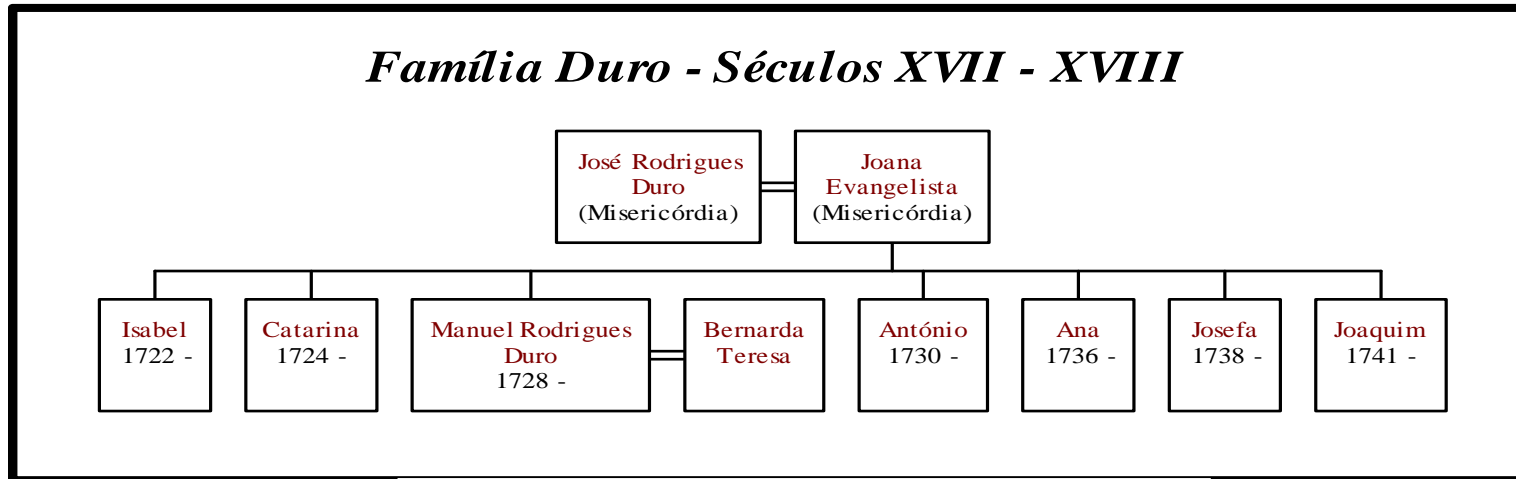 Família Duro - Séculos XVII - XVIII
José Rodrigues
Duro
(Misericórdia)
Joana
Evangelista
(Misericórdia)
Isabel
1722 -
Catarina
1724 -
Manuel Rodrigues
Duro
1728 -
Bernarda
Teresa
António
1730 -
Ana
1736 -
Josefa
1738 -
Joaquim
1741 -